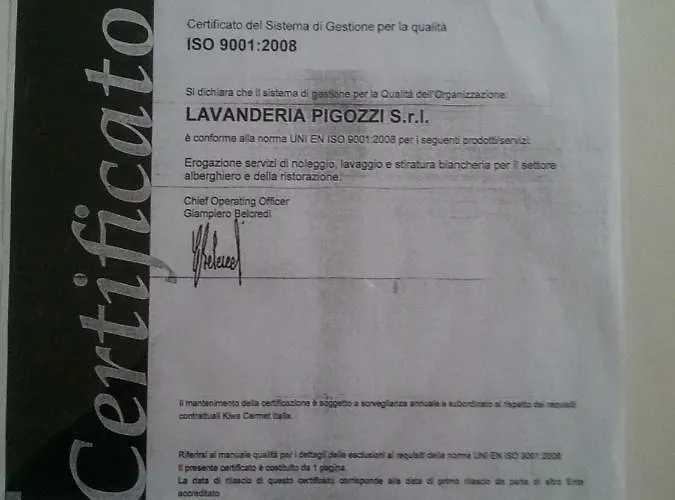 Certificato
Certificato del Sistema di Gestione per la qualità
ISO 9001:2008
Si dichiara che il sistema di gestione per la Qualità dell'Organizzazione:
LAVANDERIA PIGOZZI S.r.l.
è conforme alla norma UNI EN ISO 9001:2008 per i seguenti prodotti/servizi:
Erogazione servizi di noleggio, lavaggio e stiratura biancheria per il settore
alberghiero e della ristorazione.
Chief Operating Officer
Giampiero Belcredi
Il mantenimento della certificazione è soggetto a sorveglianza annuale e subordinato al rispetto dei requisiti
contrattuali Kiwa Cermet Italia.
Riferirsi al manuale qualità per i dettagli delle esclusioni ai requisiti della norma UNI EN ISO 9001:2008
Il presente certificato è costituito da 1 pagina.
La data di rilascio di questo certificato corrisponde alla data di primo rilascio da parte di altro Ente
accreditato